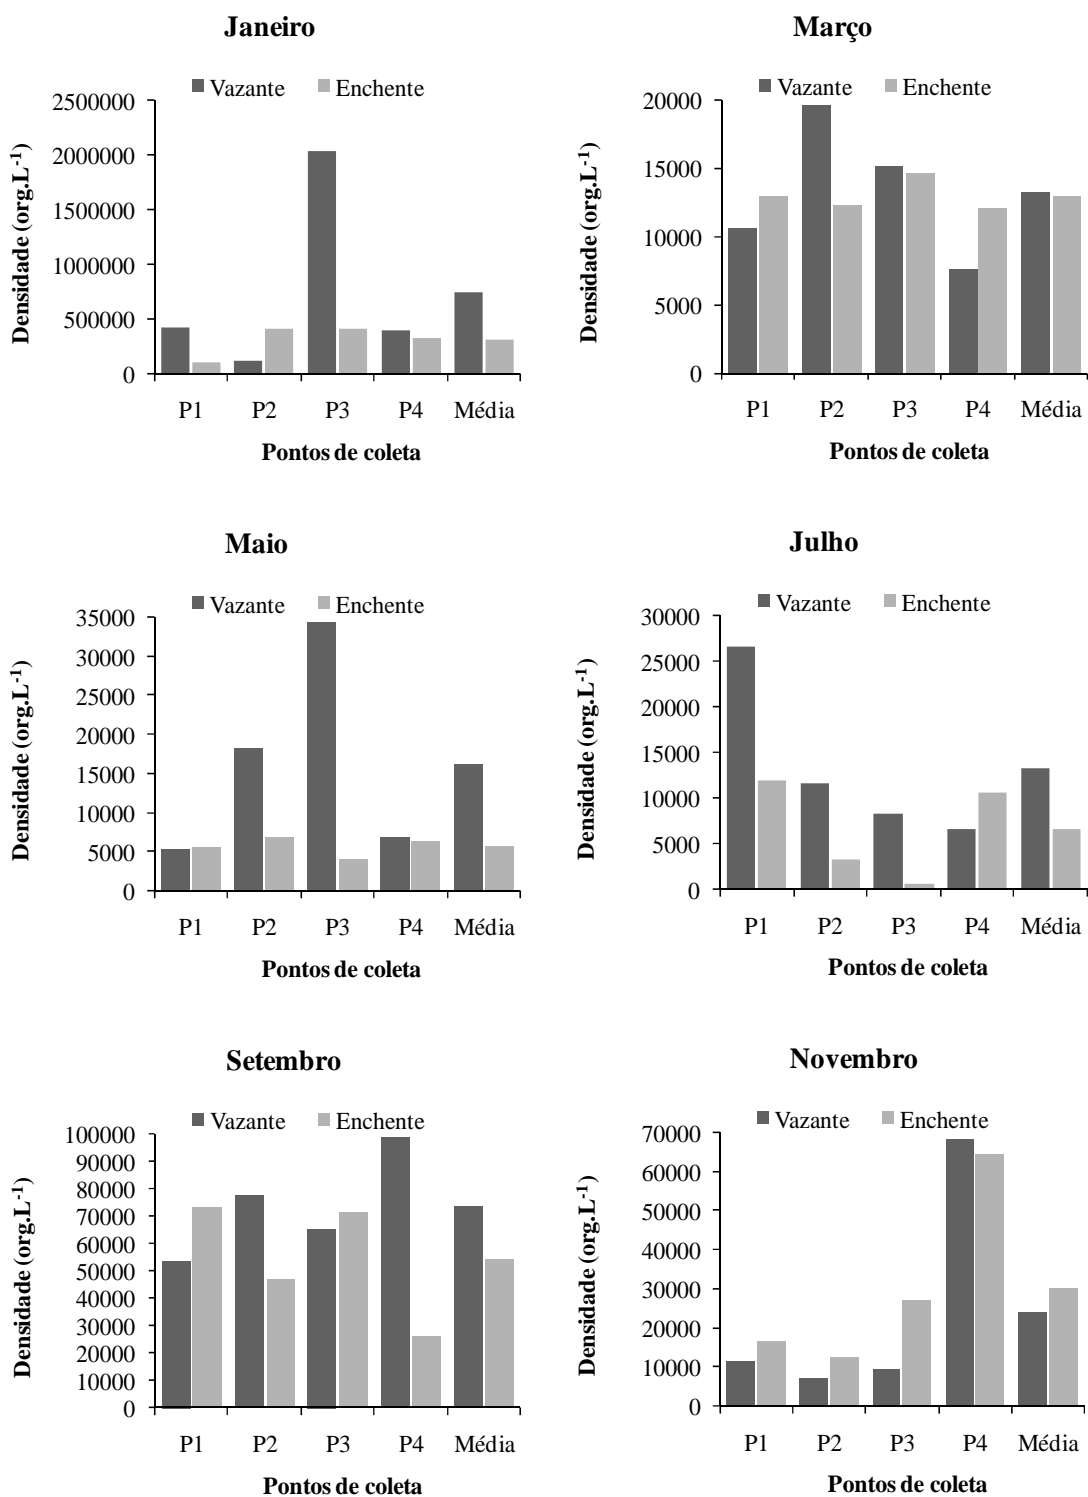 Janeiro
Vazante Enchente
Densidade (org.L-1)
2500000
2000000
1500000
1000000
500000
0
P1 P2 P3 P4 Média
Pontos de coleta
Março
Vazante Enchente
Densidade (org.L-1)
20000
15000
10000
5000
0
P1 P2 P3 P4 Média
Pontos de coleta
Maio
Vazante Enchente
Densidade (org.L-1)
35000
30000
25000
20000
15000
10000
5000
0
P1 P2 P3 P4 Média
Pontos de coleta
Julho
Vazante Enchente
Densidade (org.L-1)
30000
25000
20000
15000
10000
5000
0
P1 P2 P3 P4 Média
Pontos de coleta
Setembro
Vazante Enchente
Densidade (org.L-1)
100000
90000
80000
70000
60000
50000
40000
30000
20000
10000
0
P1 P2 P3 P4 Média
Pontos de coleta
Novembro
Vazante Enchente
Densidade (org.L-1)
70000
60000
50000
40000
30000
20000
10000
0
P1 P2 P3 P4 Média
Pontos de coleta